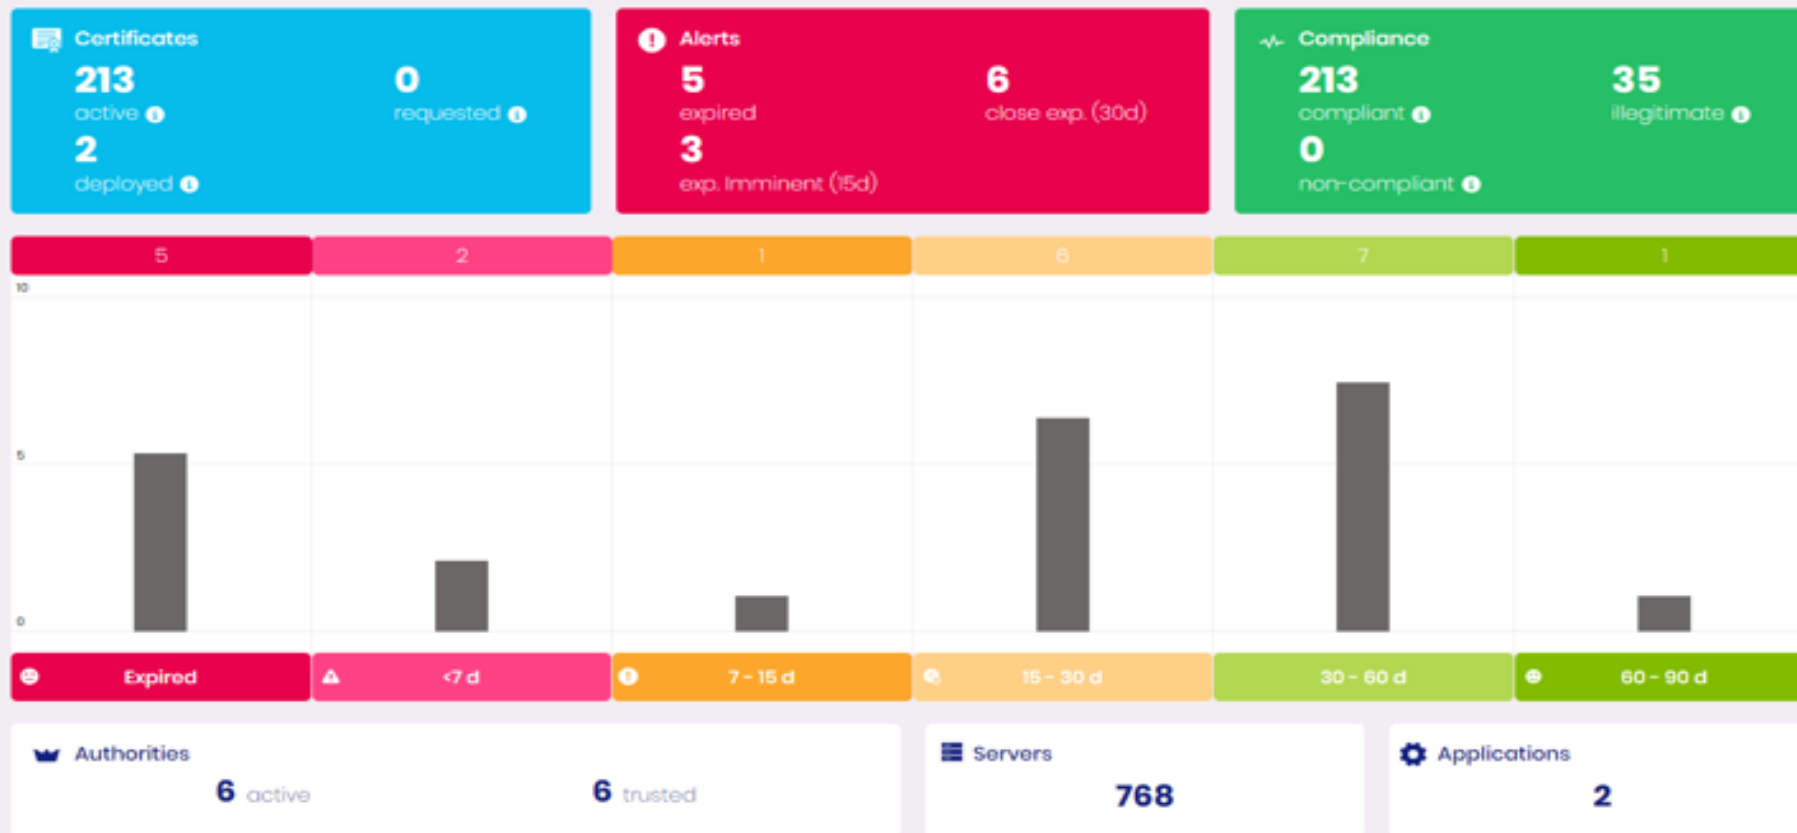 Certificates
213
0
active
requested
2
deployed
Alerts
5
6
expired
close exp. (30d)
3
exp. Imminent (15d)
Compliance
213
35
compliant
illegitimate
0
non-compliant
5
2
1
6
7
1
10
5
0
Expired
<7 d
7 - 15 d
15 - 30 d
30 - 60 d
60 - 90 d
Authorities
6 active
6 trusted
Servers
768
Applications
2